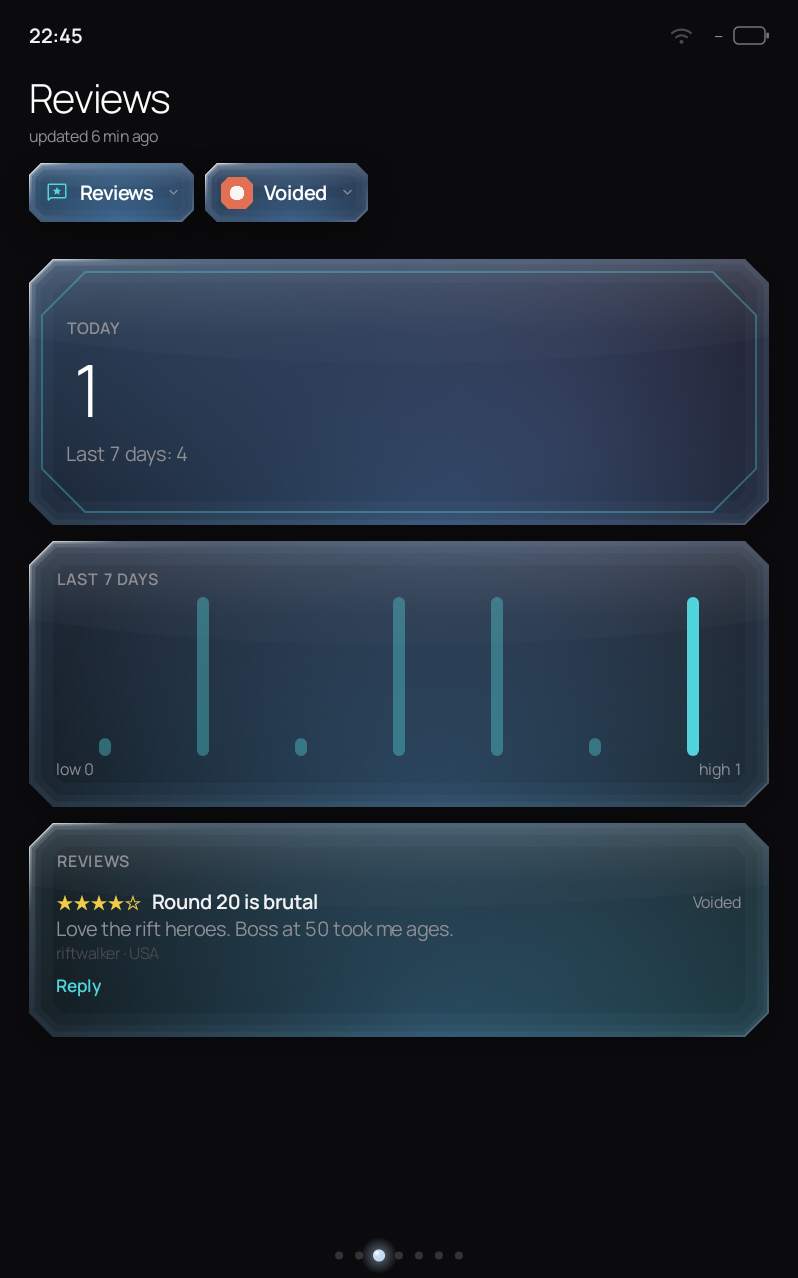 22:45
Reviews
updated 6 min ago
Reviews
Voided
TODAY
1
Last 7 days: 4
LAST 7 DAYS
low 0
high 1
REVIEWS
★★★★☆ Round 20 is brutal
Voided
Love the rift heroes. Boss at 50 took me ages.
riftwalker · USA
Reply